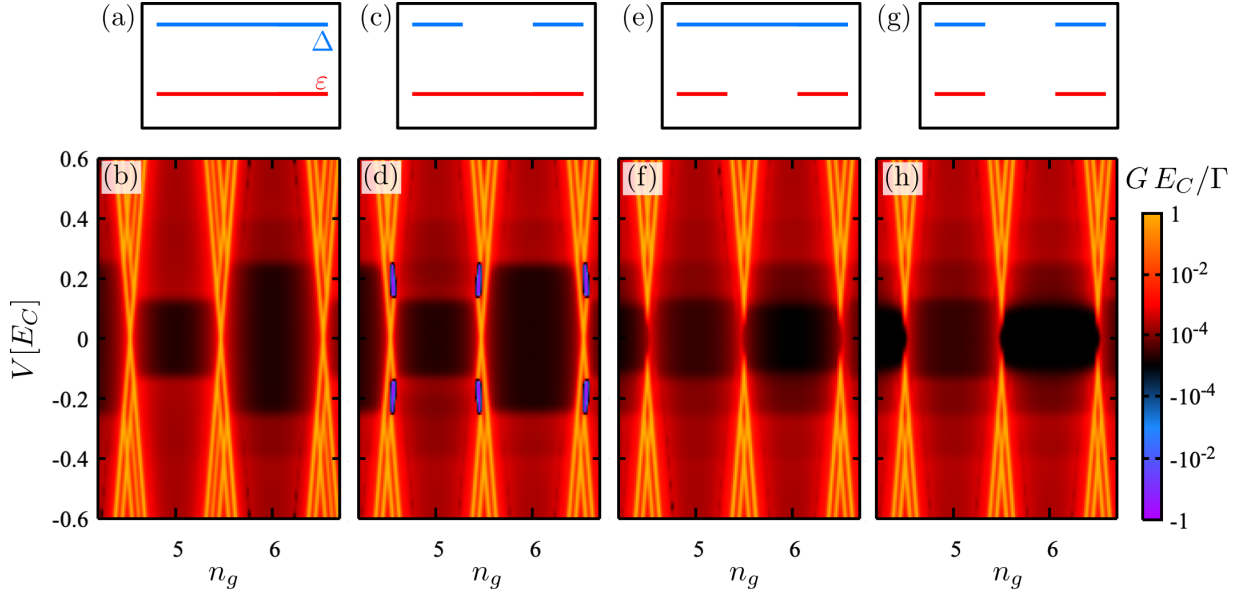 (a) (c) (e) (g)
Δ
ε
(b) (d) (f) (h)
G E_C/Γ
0.6
0.4
0.2
0
-0.2
-0.4
-0.6
V[E_C]
1
10⁻²
10⁻⁴
-10⁻⁴
-10⁻²
-1
5 6 5 6 5 6 5 6
n_g n_g n_g n_g